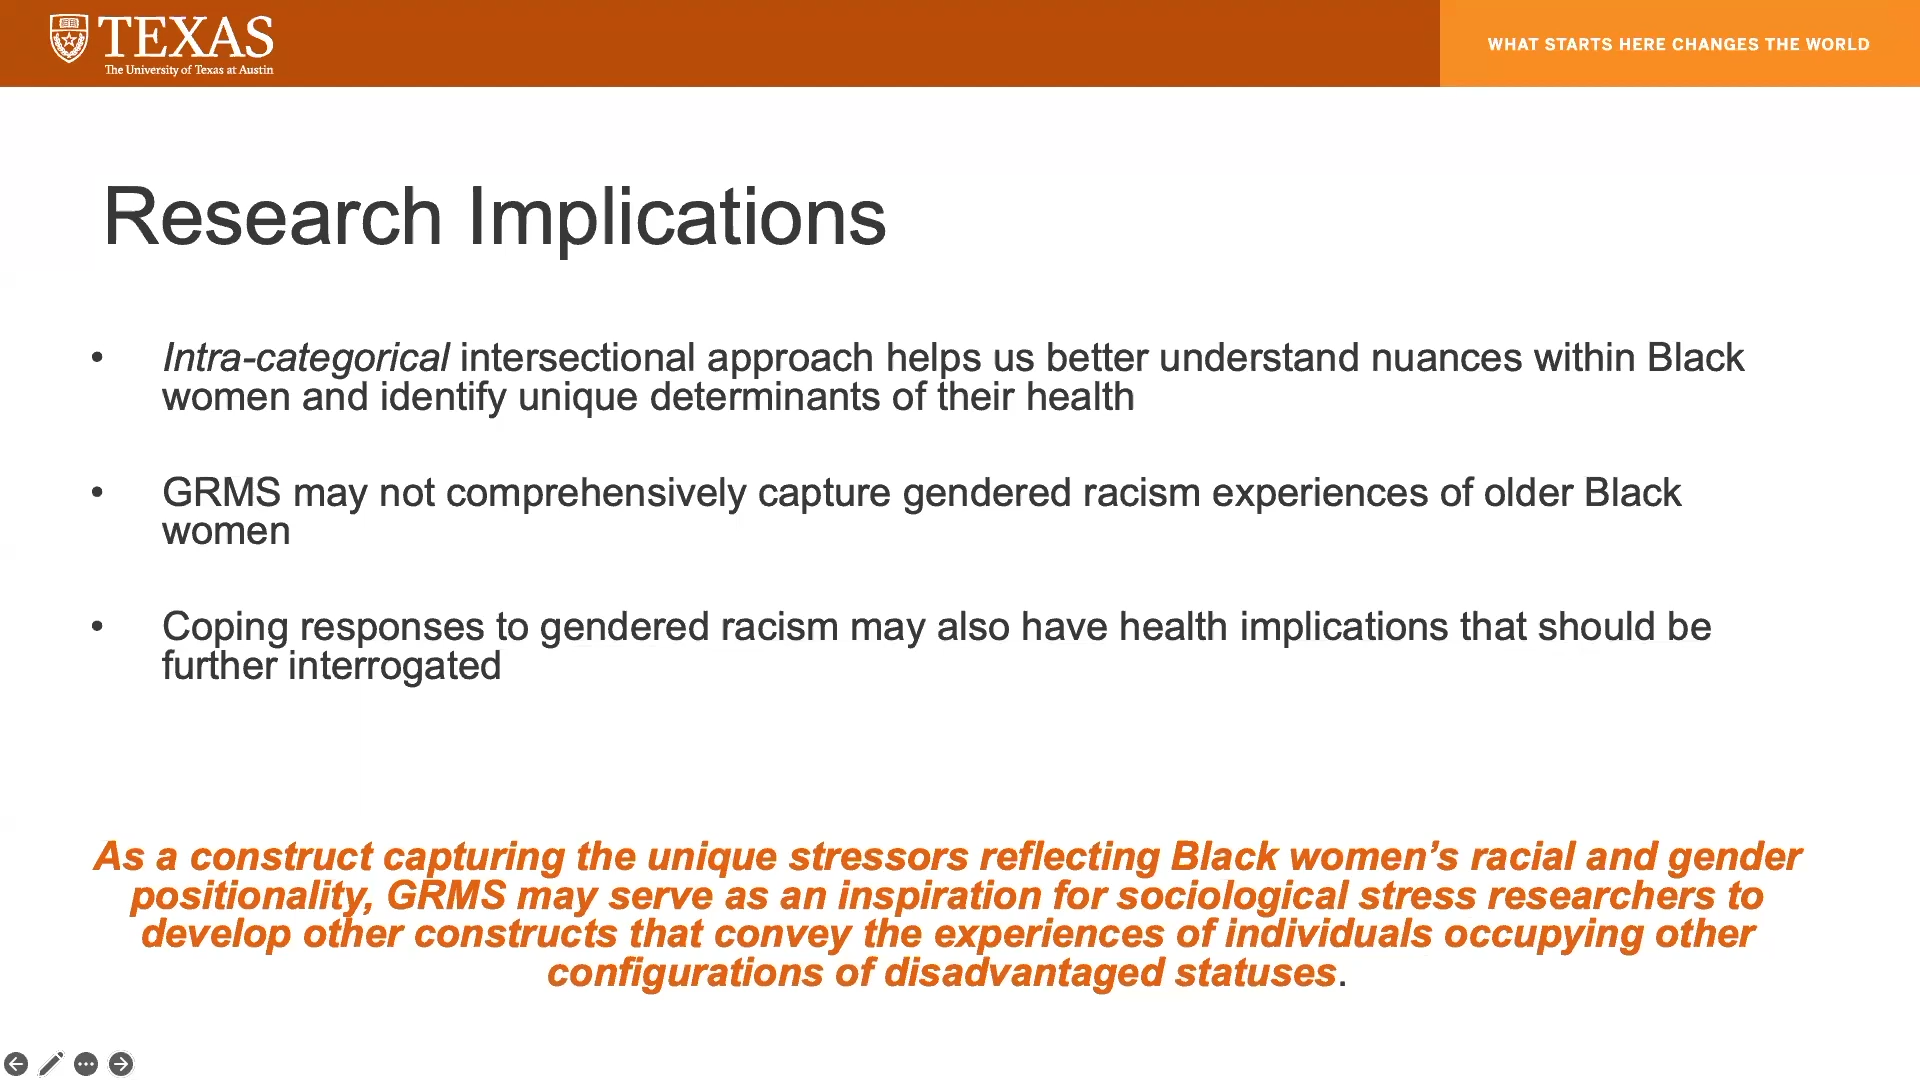 TEXAS
The University of Texas at Austin
WHAT STARTS HERE CHANGES THE WORLD
Research Implications
• Intra-categorical intersectional approach helps us better understand nuances within Black
women and identify unique determinants of their health
• GRMS may not comprehensively capture gendered racism experiences of older Black
women
• Coping responses to gendered racism may also have health implications that should be
further interrogated
As a construct capturing the unique stressors reflecting Black women’s racial and gender
positionality, GRMS may serve as an inspiration for sociological stress researchers to
develop other constructs that convey the experiences of individuals occupying other
configurations of disadvantaged statuses.